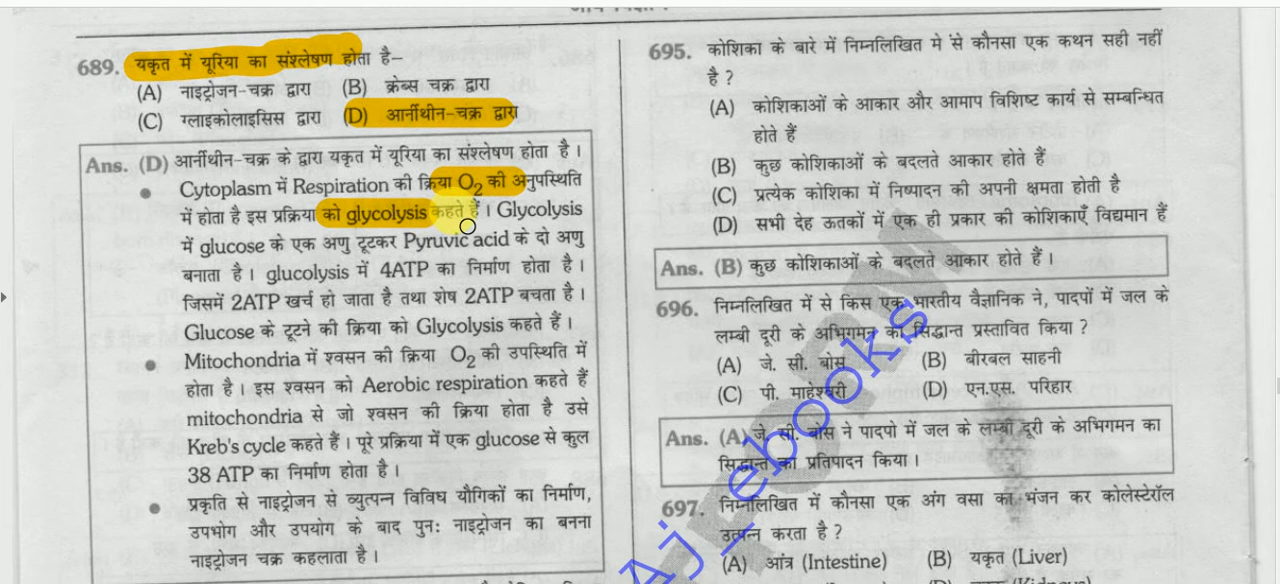 689. यकृत में यूरिया का संश्लेषण होता है–
(A) नाइट्रोजन-चक्र द्वारा (B) क्रेब्स चक्र द्वारा
(C) ग्लाइकोलाइसिस द्वारा (D) आर्नीथीन-चक्र द्वारा
Ans. (D) आर्नीथीन-चक्र के द्वारा यकृत में यूरिया का संश्लेषण होता है।
● Cytoplasm में Respiration की क्रिया O2 की अनुपस्थिति
में होता है इस प्रक्रिया को glycolysis कहते हैं। Glycolysis
में glucose के एक अणु टूटकर Pyruvic acid के दो अणु
बनाता है। glucolysis में 4ATP का निर्माण होता है।
जिसमें 2ATP खर्च हो जाता है तथा शेष 2ATP बचता है।
Glucose के टूटने की क्रिया को Glycolysis कहते हैं।
● Mitochondria में श्वसन की क्रिया O2 की उपस्थिति में
होता है। इस श्वसन को Aerobic respiration कहते हैं
mitochondria से जो श्वसन की क्रिया होता है उसे
Kreb's cycle कहते हैं। पूरे प्रक्रिया में एक glucose से कुल
38 ATP का निर्माण होता है।
● प्रकृति से नाइट्रोजन से व्युत्पन्न विविध यौगिकों का निर्माण,
उपभोग और उपयोग के बाद पुन: नाइट्रोजन का बनना
नाइट्रोजन चक्र कहलाता है।
695. कोशिका के बारे में निम्नलिखित मे से कौनसा एक कथन सही नहीं
है ?
(A) कोशिकाओं के आकार और आमाप विशिष्ट कार्य से सम्बन्धित
होते हैं
(B) कुछ कोशिकाओं के बदलते आकार होते हैं
(C) प्रत्येक कोशिका में निष्पादन की अपनी क्षमता होती है
(D) सभी देह ऊतकों में एक ही प्रकार की कोशिकाएँ विद्यमान हैं
Ans. (B) कुछ कोशिकाओं के बदलते आकार होते हैं।
696. निम्नलिखित में से किस एक भारतीय वैज्ञानिक ने, पादपों में जल के
लम्बी दूरी के अभिगमन का सिद्धान्त प्रस्तावित किया ?
(A) जे. सी. बोस (B) बीरबल साहनी
(C) पी. माहेश्वरी (D) एन.एस. परिहार
Ans. (A) जे. सी. बोस ने पादपो में जल के लम्बी दूरी के अभिगमन का
सिद्धान्त का प्रतिपादन किया।
697. निम्नलिखित में कौनसा एक अंग वसा का भंजन कर कोलेस्टेरॉल
उत्पन्न करता है ?
(A) आंत्र (Intestine) (B) यकृत (Liver)
Aj_ebooks